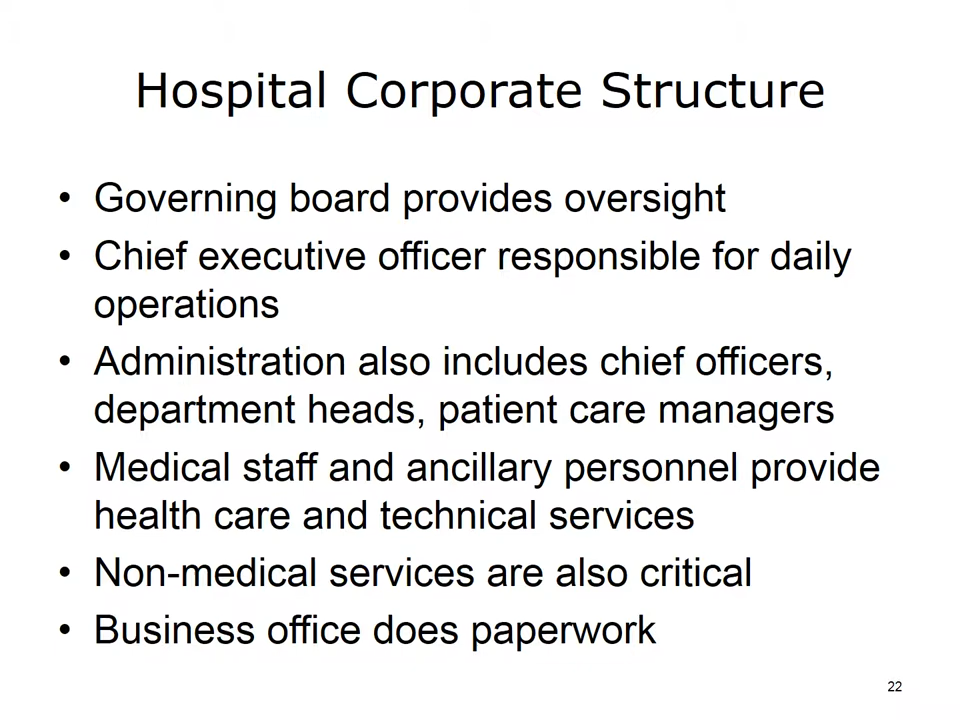 Hospital Corporate Structure
• Governing board provides oversight
• Chief executive officer responsible for daily
operations
• Administration also includes chief officers,
department heads, patient care managers
• Medical staff and ancillary personnel provide
health care and technical services
• Non-medical services are also critical
• Business office does paperwork
22